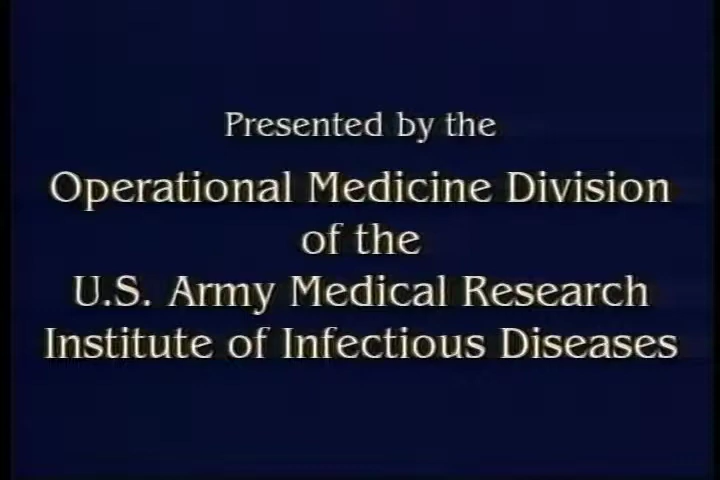 Presented by the
Operational Medicine Division
of the
U.S. Army Medical Research
Institute of Infectious Diseases